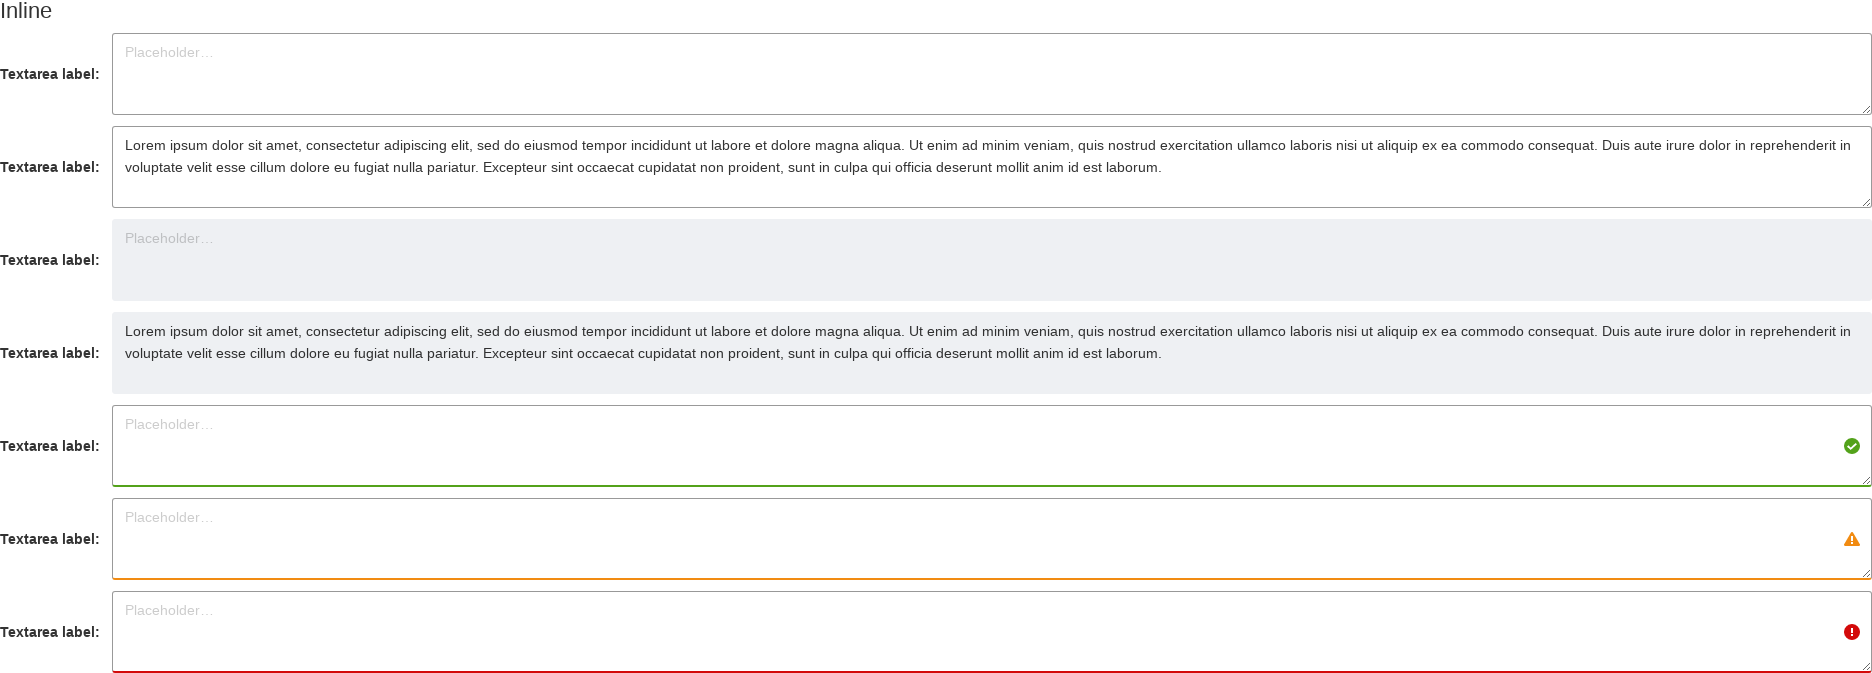 Inline
Textarea label:
Placeholder…
Textarea label:
Lorem ipsum dolor sit amet, consectetur adipiscing elit, sed do eiusmod tempor incididunt ut labore et dolore magna aliqua. Ut enim ad minim veniam, quis nostrud exercitation ullamco laboris nisi ut aliquip ex ea commodo consequat. Duis aute irure dolor in reprehenderit in
voluptate velit esse cillum dolore eu fugiat nulla pariatur. Excepteur sint occaecat cupidatat non proident, sunt in culpa qui officia deserunt mollit anim id est laborum.
Textarea label:
Placeholder…
Textarea label:
Lorem ipsum dolor sit amet, consectetur adipiscing elit, sed do eiusmod tempor incididunt ut labore et dolore magna aliqua. Ut enim ad minim veniam, quis nostrud exercitation ullamco laboris nisi ut aliquip ex ea commodo consequat. Duis aute irure dolor in reprehenderit in
voluptate velit esse cillum dolore eu fugiat nulla pariatur. Excepteur sint occaecat cupidatat non proident, sunt in culpa qui officia deserunt mollit anim id est laborum.
Textarea label:
Placeholder…
Textarea label:
Placeholder…
Textarea label:
Placeholder…